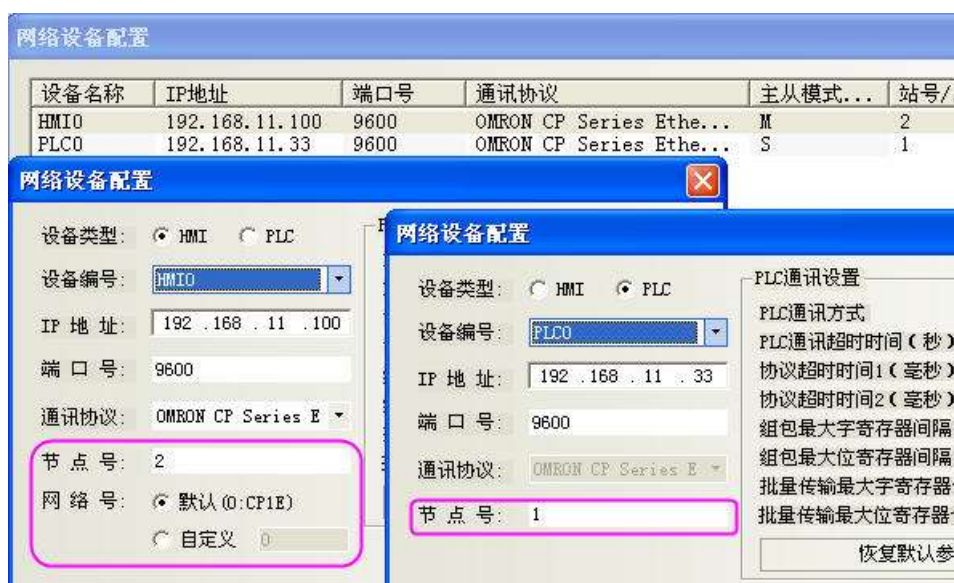 网络设备配置
设备名称 IP地址 端口号 通讯协议 主从模式... 站号/
HMI0 192.168.11.100 9600 OMRON CP Series Ethe... M 2
PLC0 192.168.11.33 9600 OMRON CP Series Ethe... S 1
网络设备配置
设备类型: HMI PLC
设备编号: HMI0
IP 地 址: 192 .168 . 11 .100
端 口 号: 9600
通讯协议: OMRON CP Series E
节 点 号: 2
网 络 号: 默认(0:CP1E)
自定义 0
网络设备配置
设备类型: HMI PLC
设备编号: PLC0
IP 地 址: 192 .168 . 11 . 33
端 口 号: 9600
通讯协议: OMRON CP Series E
节 点 号: 1
PLC通讯设置
PLC通讯方式
PLC通讯超时时间(秒)
协议超时时间1(毫秒)
协议超时时间2(毫秒)
组包最大字寄存器间隔
组包最大位寄存器间隔
批量传输最大字寄存器
批量传输最大位寄存器
恢复默认参